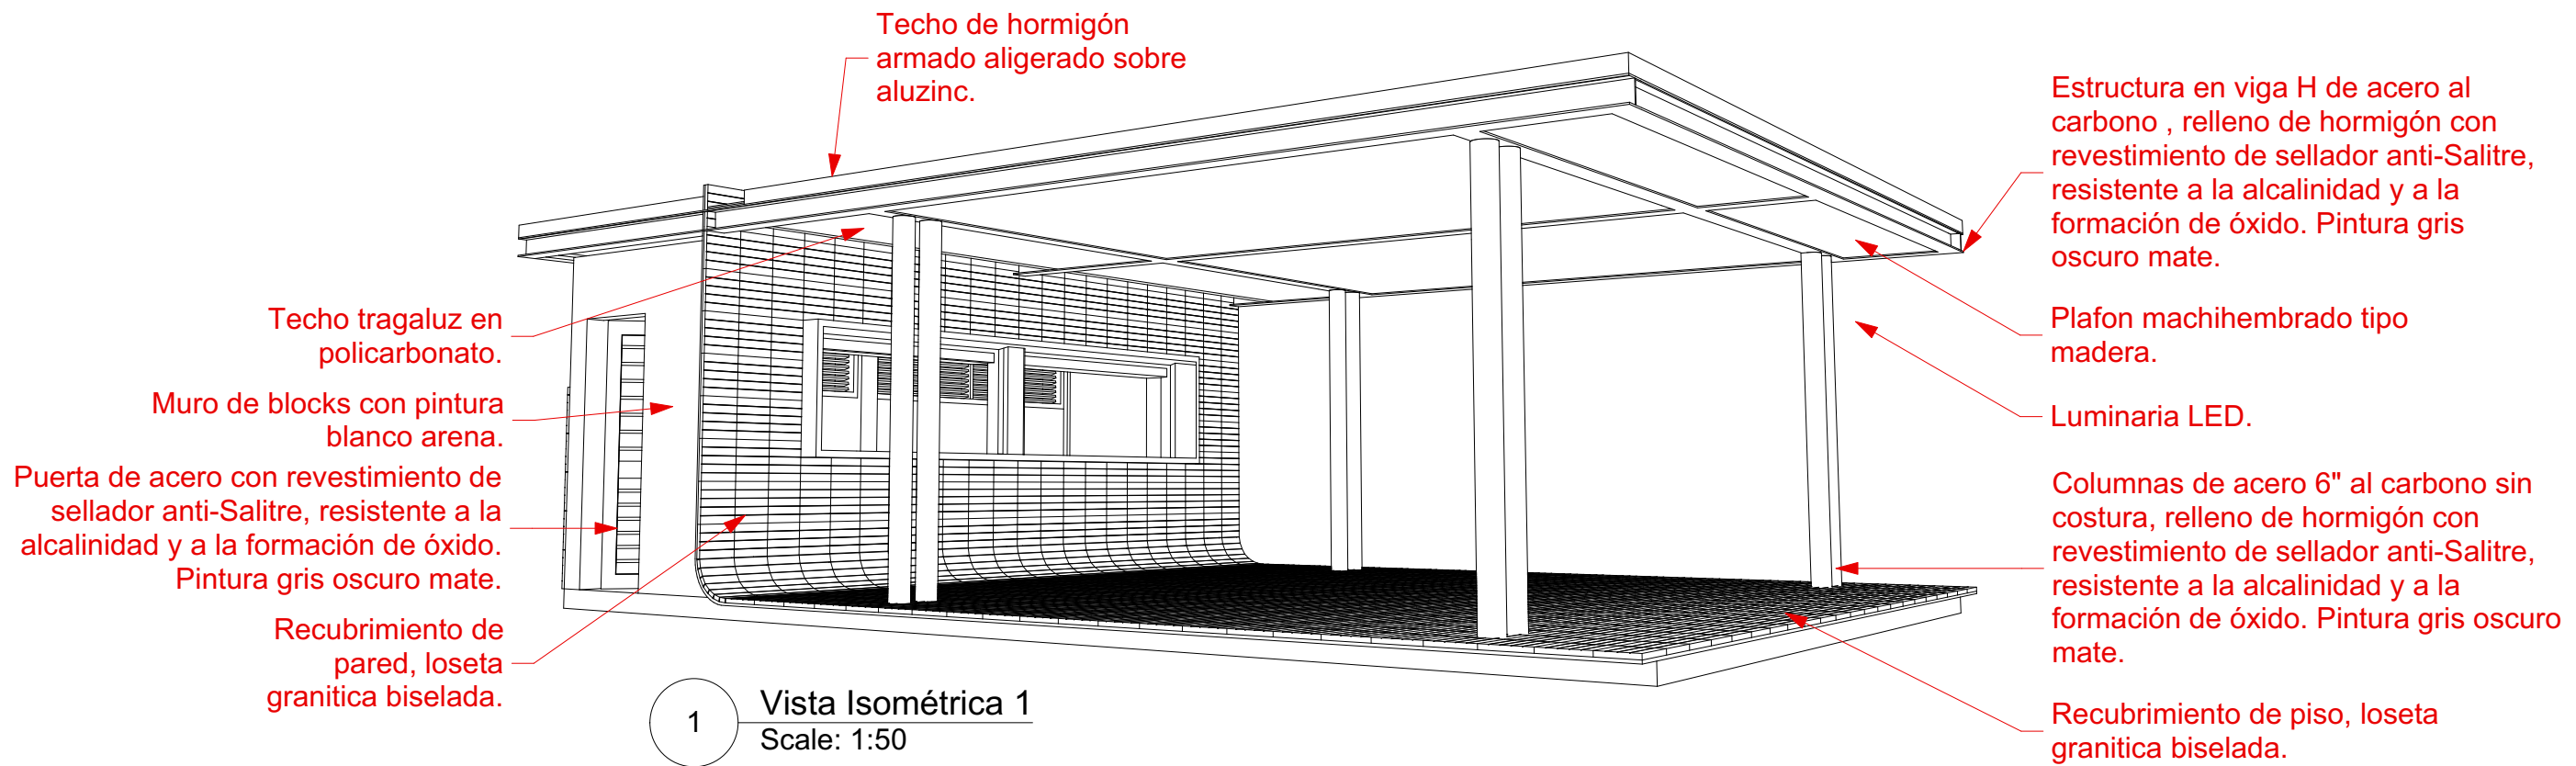 Techo de hormigón
armado aligerado sobre
aluzinc.
Techo tragaluz en
policarbonato.
Muro de blocks con pintura
blanco arena.
Puerta de acero con revestimiento de
sellador anti-Salitre, resistente a la
alcalinidad y a la formación de óxido.
Pintura gris oscuro mate.
Recubrimiento de
pared, loseta
granitica biselada.
Estructura en viga H de acero al
carbono , relleno de hormigón con
revestimiento de sellador anti-Salitre,
resistente a la alcalinidad y a la
formación de óxido. Pintura gris
oscuro mate.
Plafon machihembrado tipo
madera.
Luminaria LED.
Columnas de acero 6" al carbono sin
costura, relleno de hormigón con
revestimiento de sellador anti-Salitre,
resistente a la alcalinidad y a la
formación de óxido. Pintura gris oscuro
mate.
Recubrimiento de piso, loseta
granitica biselada.
1
Vista Isométrica 1
Scale: 1:50